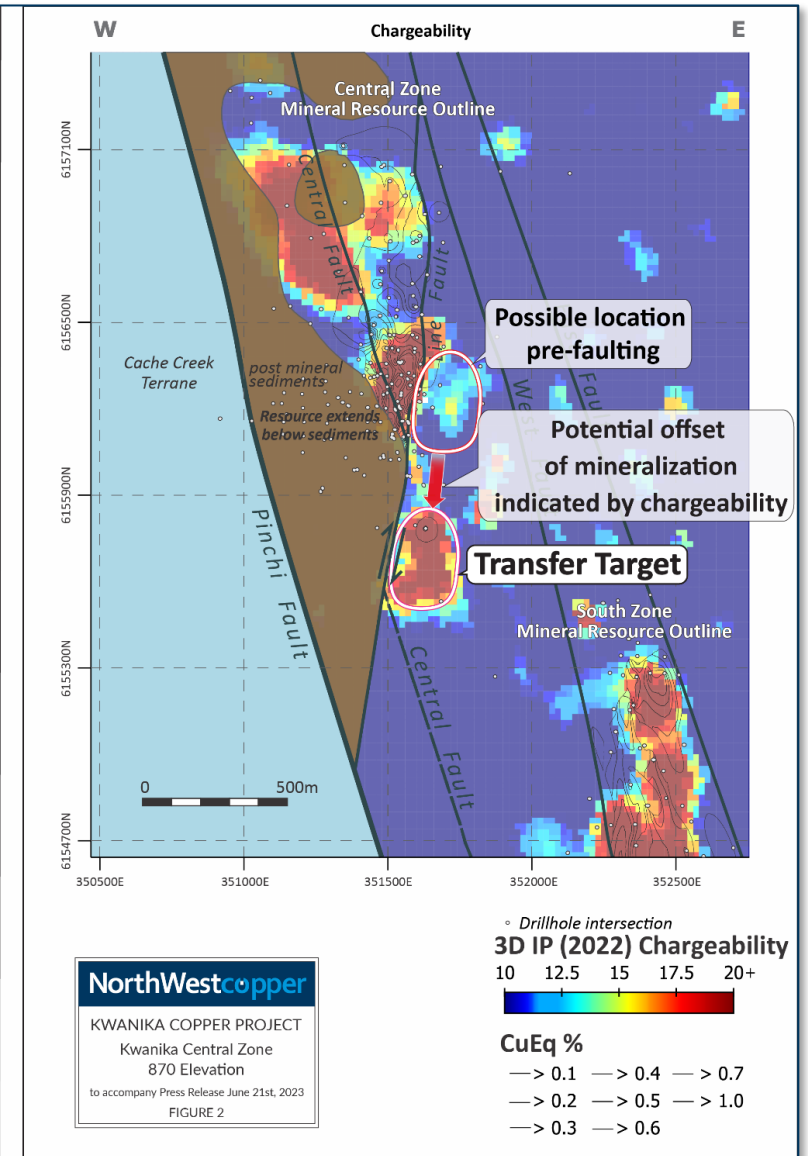 W
Chargeability
E
Central Zone
Mineral Resource Outline
6157100N
Central Fault
Fault
6156500N
Possible location
pre-faulting
Cache Creek
Terrane
post mineral
sediments
Resource extends
below sediments
West
Fau
Potential offset
of mineralization
indicated by chargeability
6155900N
Pinchi Fault
Transfer Target
South Zone
Mineral Resource Outline
6155300N
Central Fault
0
500m
6154700N
350500E
351000E
351500E
352000E
352500E
Drillhole intersection
3D IP (2022) Chargeability
10 12.5 15 17.5 20+
CuEq %
> 0.1 > 0.4 > 0.7
> 0.2 > 0.5 > 1.0
> 0.3 > 0.6
NorthWestcopper
KWANIKA COPPER PROJECT
Kwanika Central Zone
870 Elevation
to accompany Press Release June 21st, 2023
FIGURE 2